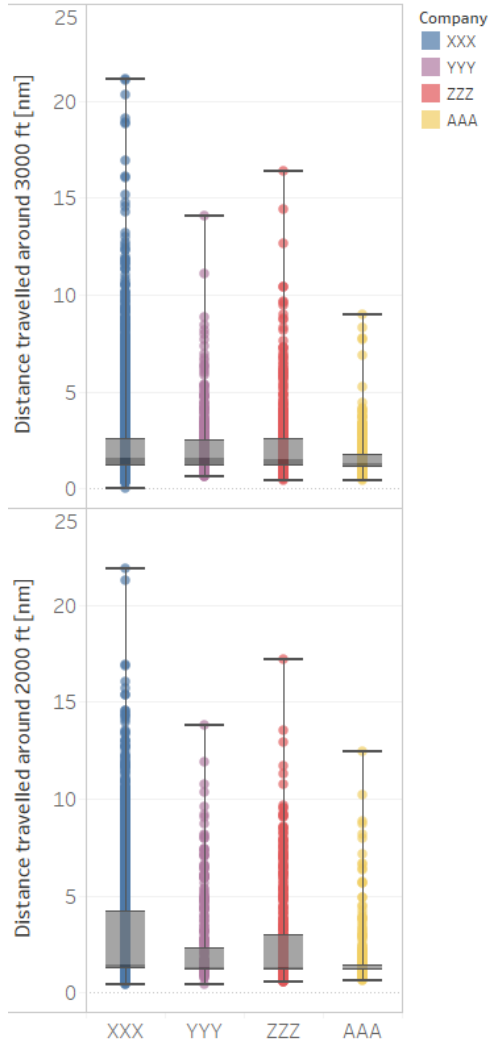 Company
XXX
YYY
ZZZ
AAA
Distance travelled around 3000 ft [nm]
25
20
15
10
5
0
Distance travelled around 2000 ft [nm]
25
20
15
10
5
0
XXX YYY ZZZ AAA